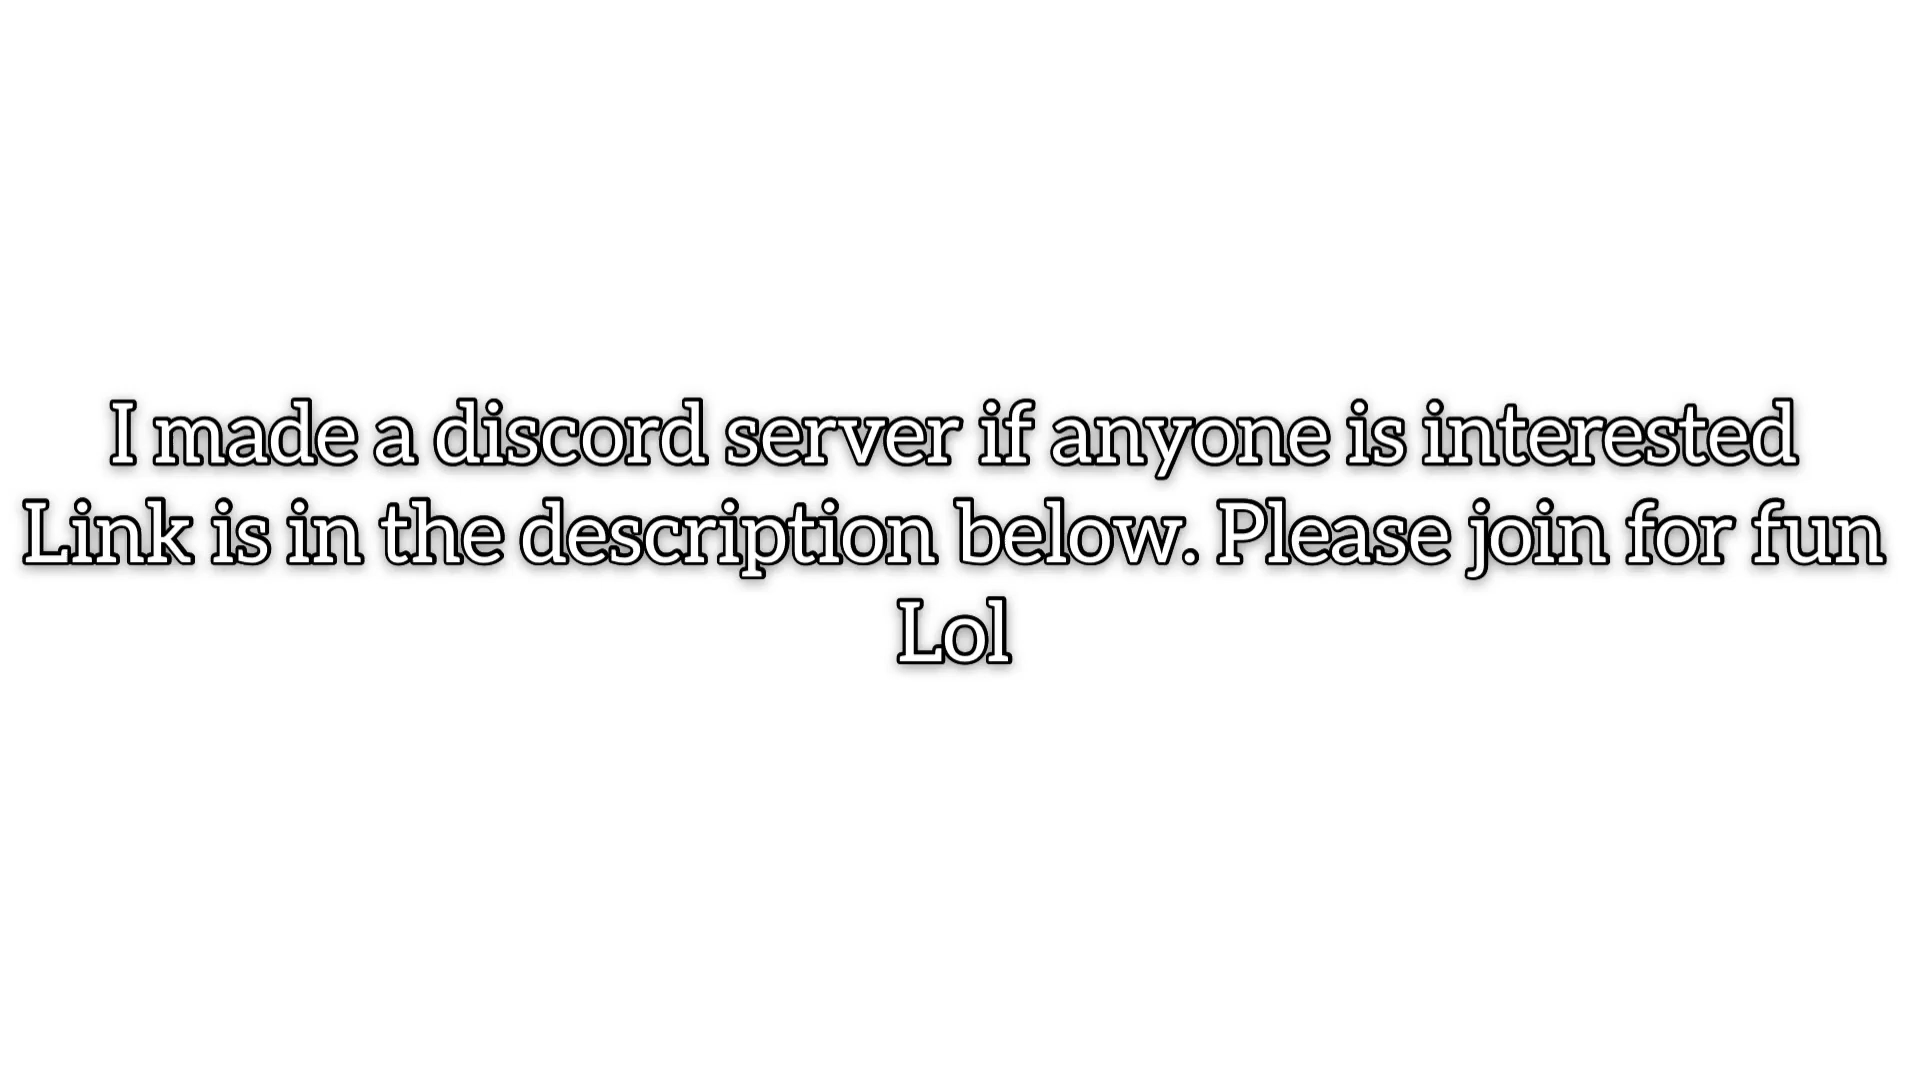 I made a discord server if anyone is interested
Link is in the description below. Please join for fun
Lol